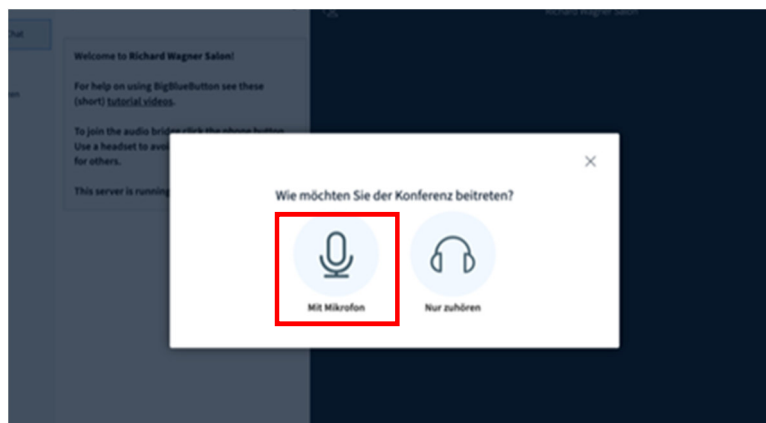 Richard Wagner Salon
Chat
Welcome to Richard Wagner Salon!
For help on using BigBlueButton see these
(short) tutorial videos.
To join the audio bridge click the phone button.
Use a headset to avoi
for others.
This server is running
Wie möchten Sie der Konferenz beitreten?
Mit Mikrofon
Nur zuhören